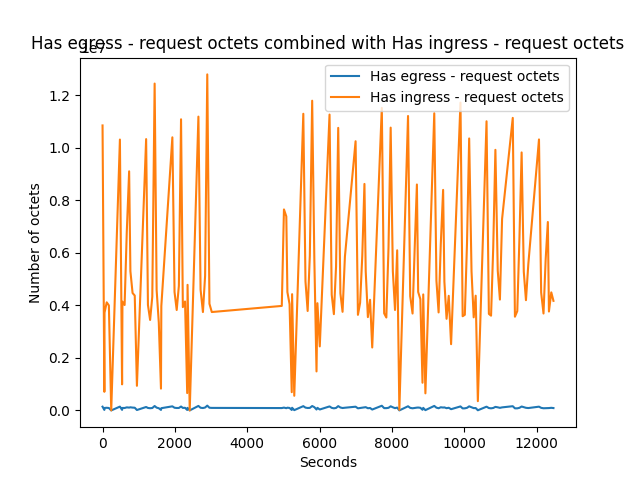 Has egress - request octets combined with Has ingress - request octets
1e7
Has egress - request octets
Has ingress - request octets
1.2
1.0
0.8
0.6
0.4
0.2
0.0
Number of octets
0 2000 4000 6000 8000 10000 12000
Seconds